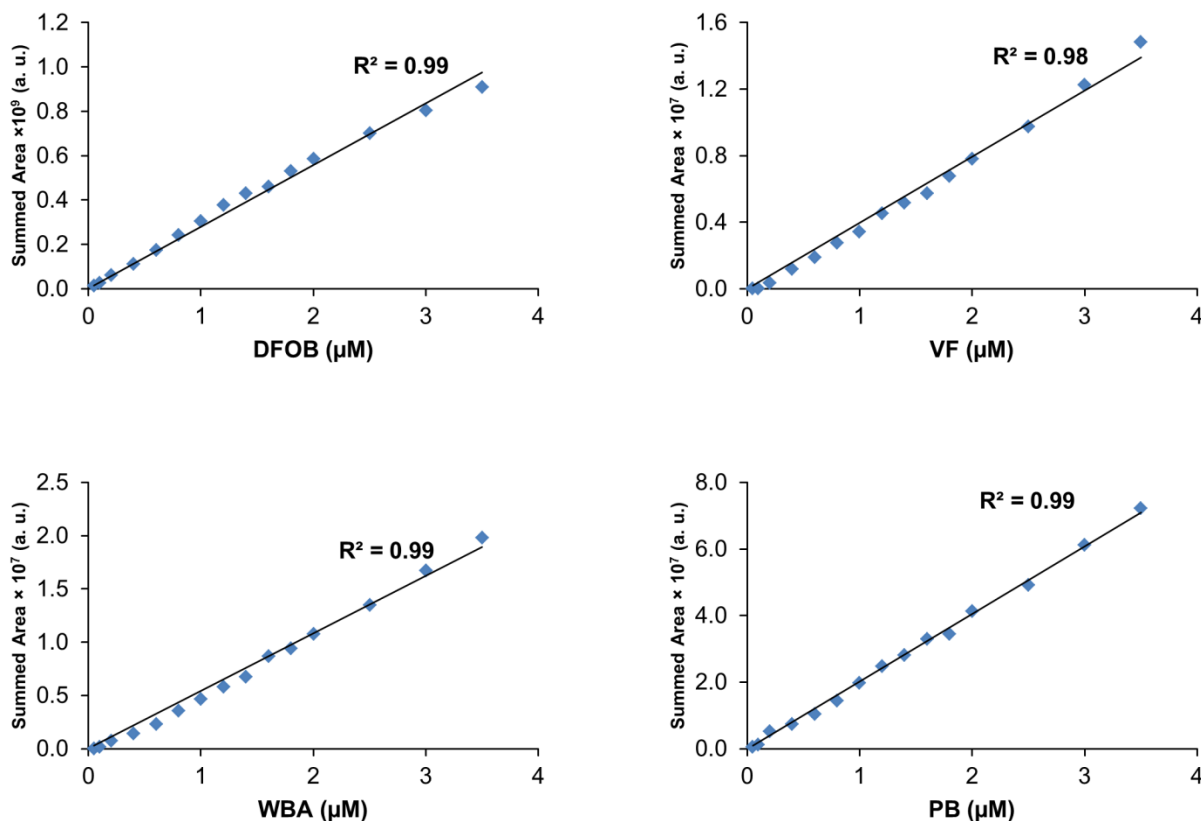 Summed Area ×10⁹ (a. u.)
1.2
1.0
0.8
0.6
0.4
0.2
0.0
R² = 0.99
0 1 2 3 4
DFOB (µM)
Summed Area × 10⁷ (a. u.)
1.6
1.2
0.8
0.4
0.0
R² = 0.98
0 1 2 3 4
VF (µM)
Summed Area × 10⁷ (a. u.)
2.5
2.0
1.5
1.0
0.5
0.0
R² = 0.99
0 1 2 3 4
WBA (µM)
Summed Area × 10⁷ (a. u.)
8.0
6.0
4.0
2.0
0.0
R² = 0.99
0 1 2 3 4
PB (µM)